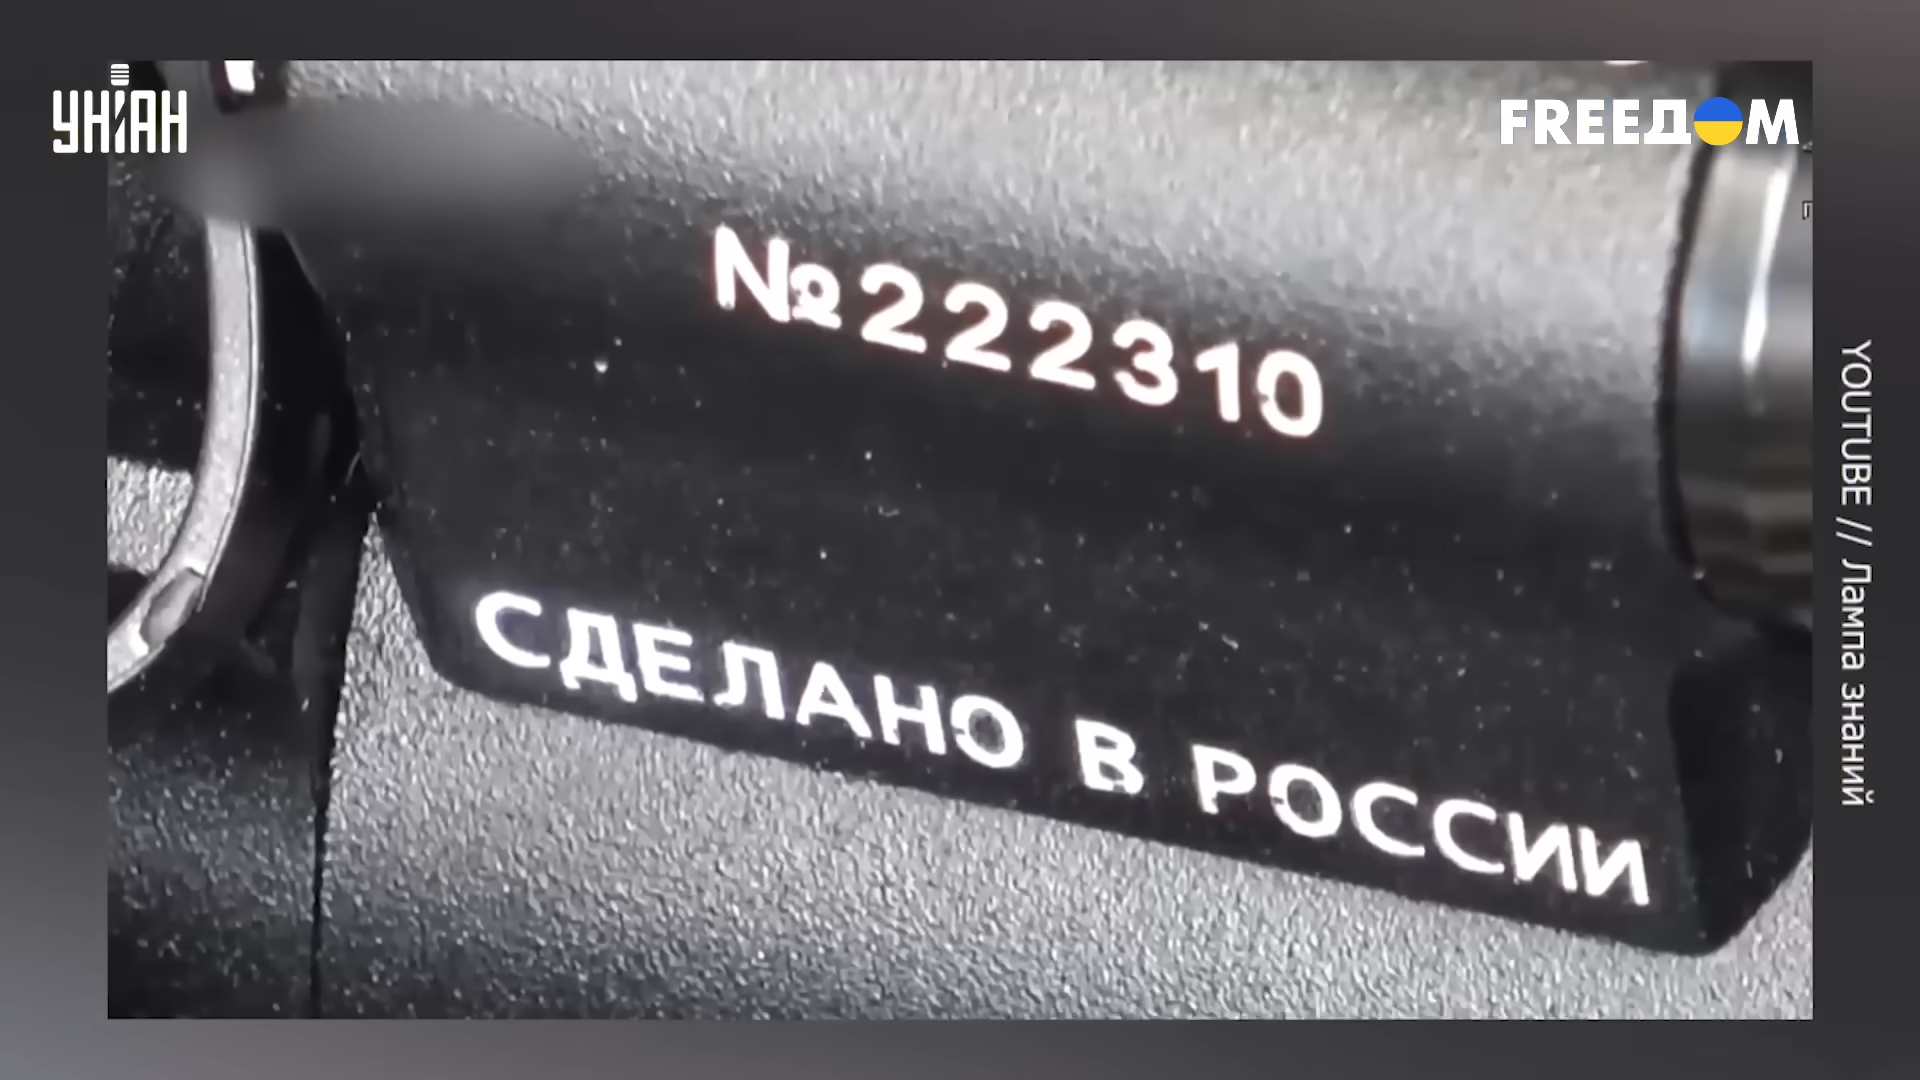 УНІАН
FREEДOM
№222310
СДЕЛАНО В РОССИИ
YOUTUBE // Лампа знаний